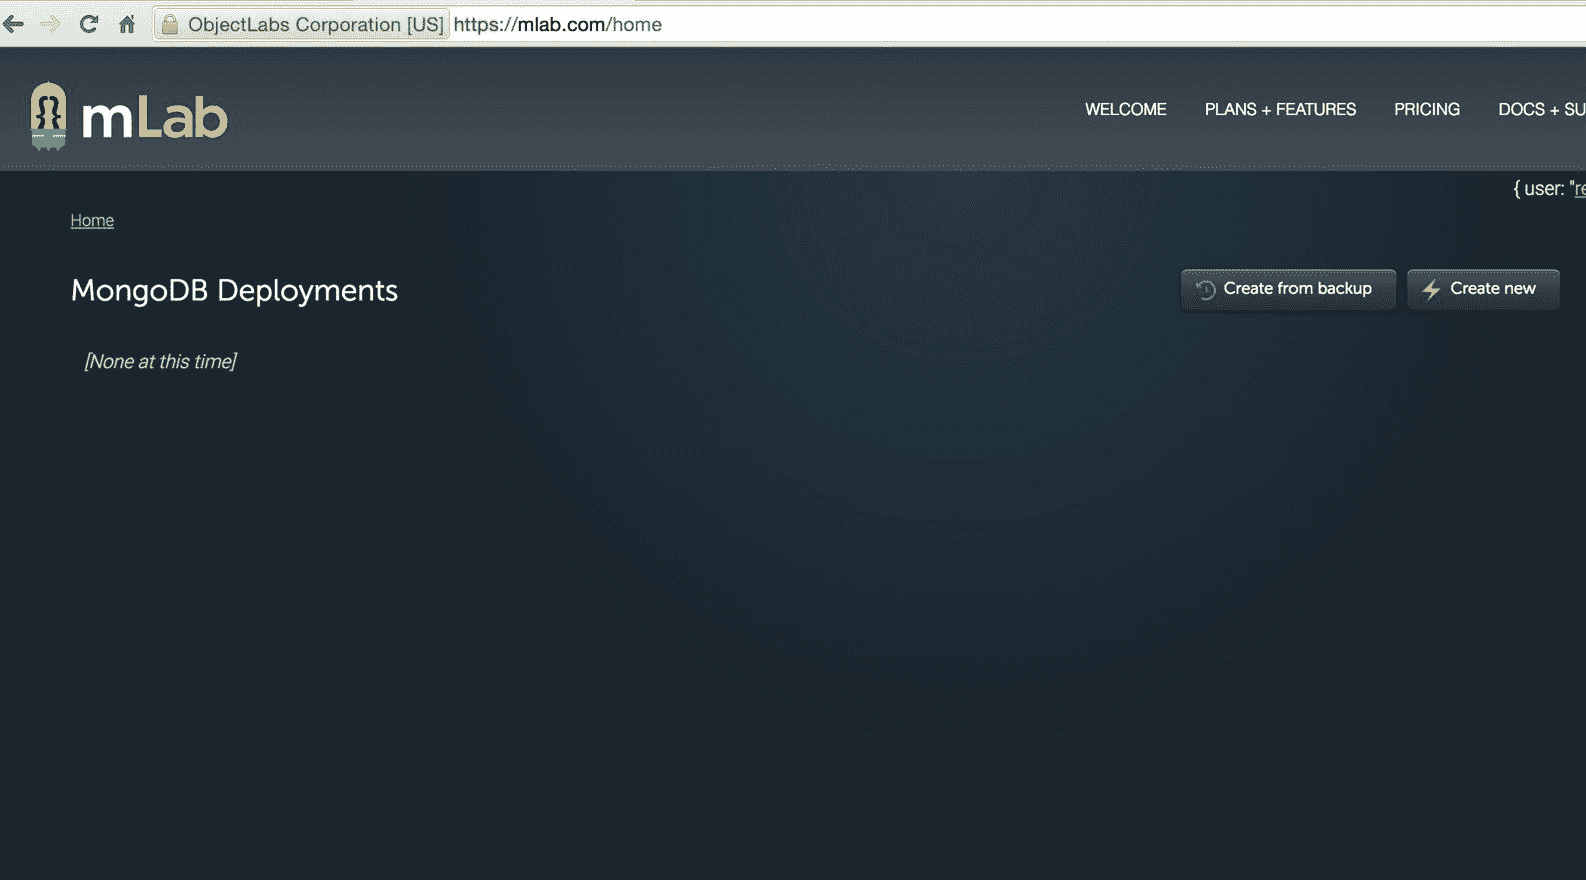 ObjectLabs Corporation [US] https://mlab.com/home
mLab
WELCOME PLANS + FEATURES PRICING DOCS + SU
{ user: "re
Home
MongoDB Deployments
Create from backup Create new
[None at this time]